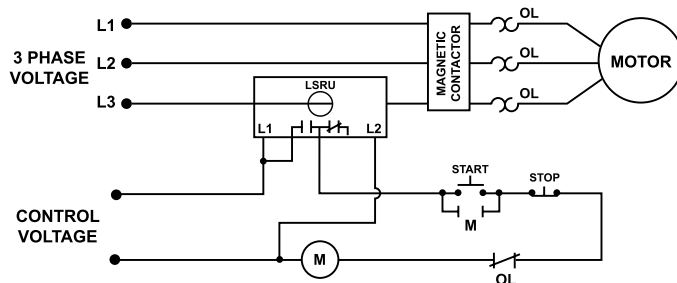 L1
OL
3 PHASE
VOLTAGE
L2
MAGNETIC
CONTACTOR
MOTOR
LSRU
L3
OL
L1
L2
START
STOP
M
CONTROL
VOLTAGE
M
OL